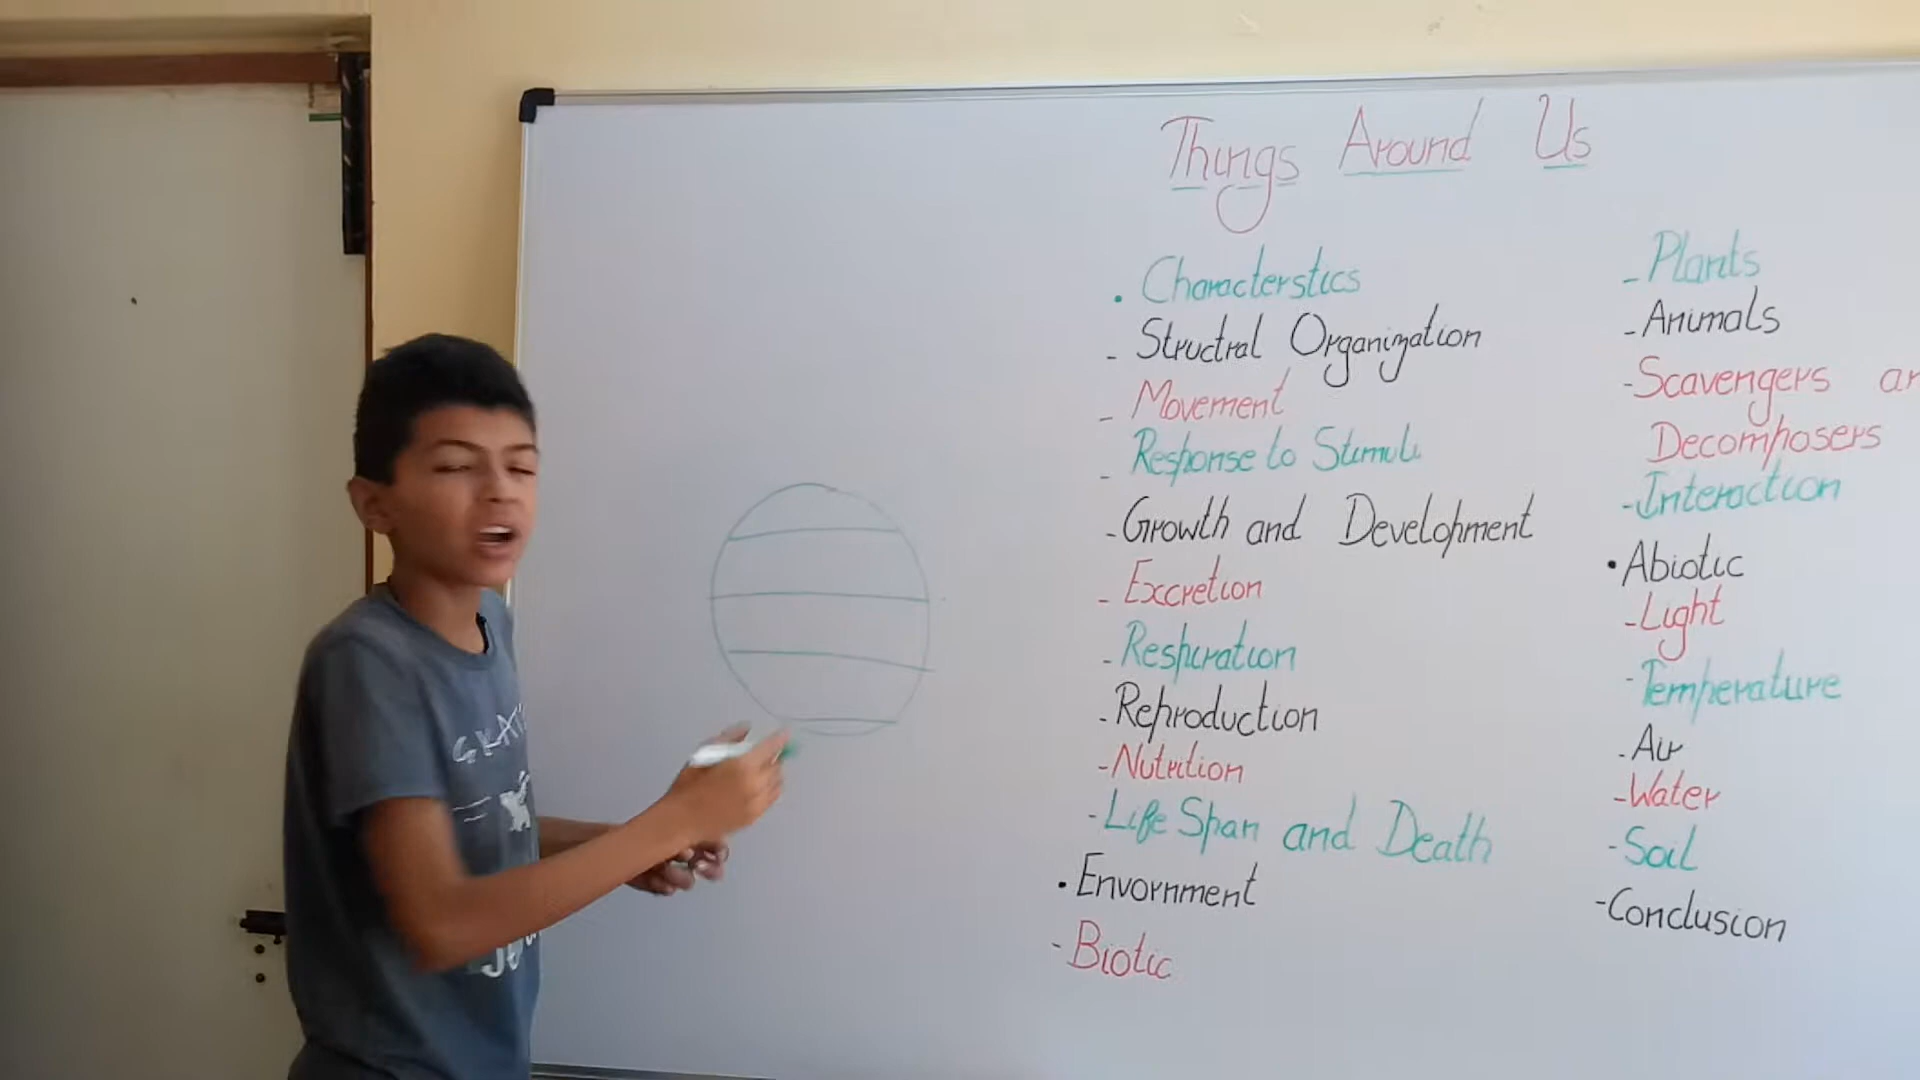 Things Around Us
. Characterstics
- Structral Organization
- Movement
- Response to Stimuli
- Growth and Development
- Excretion
- Respiration
- Reproduction
- Nutrition
- Life Span and Death
. Envornment
- Biotic
- Plants
- Animals
- Scavengers
Decomposers
- Interaction
• Abiotic
- Light
- Temperature
- Air
- Water
- Soil
- Conclusion